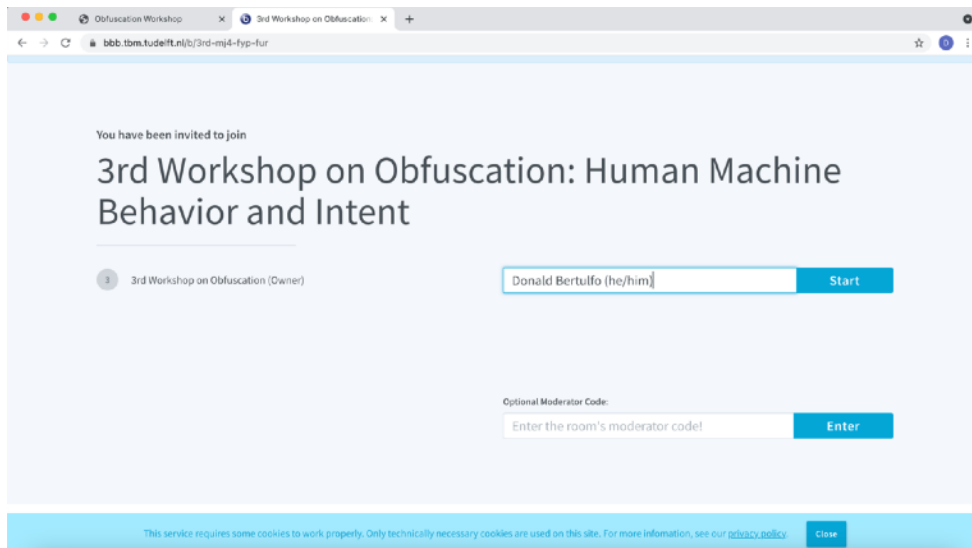 Obfuscation Workshop
3rd Workshop on Obfuscation:
bbb.tbm.tudelft.nl/b/3rd-mj4-fyp-fur
D
You have been invited to join
3rd Workshop on Obfuscation: Human Machine
Behavior and Intent
3
3rd Workshop on Obfuscation (Owner)
Donald Bertulfo (he/him)
Start
Optional Moderator Code:
Enter the room's moderator code!
Enter
This service requires some cookies to work properly. Only technically necessary cookies are used on this site. For more infomation, see our privacy policy.
Close